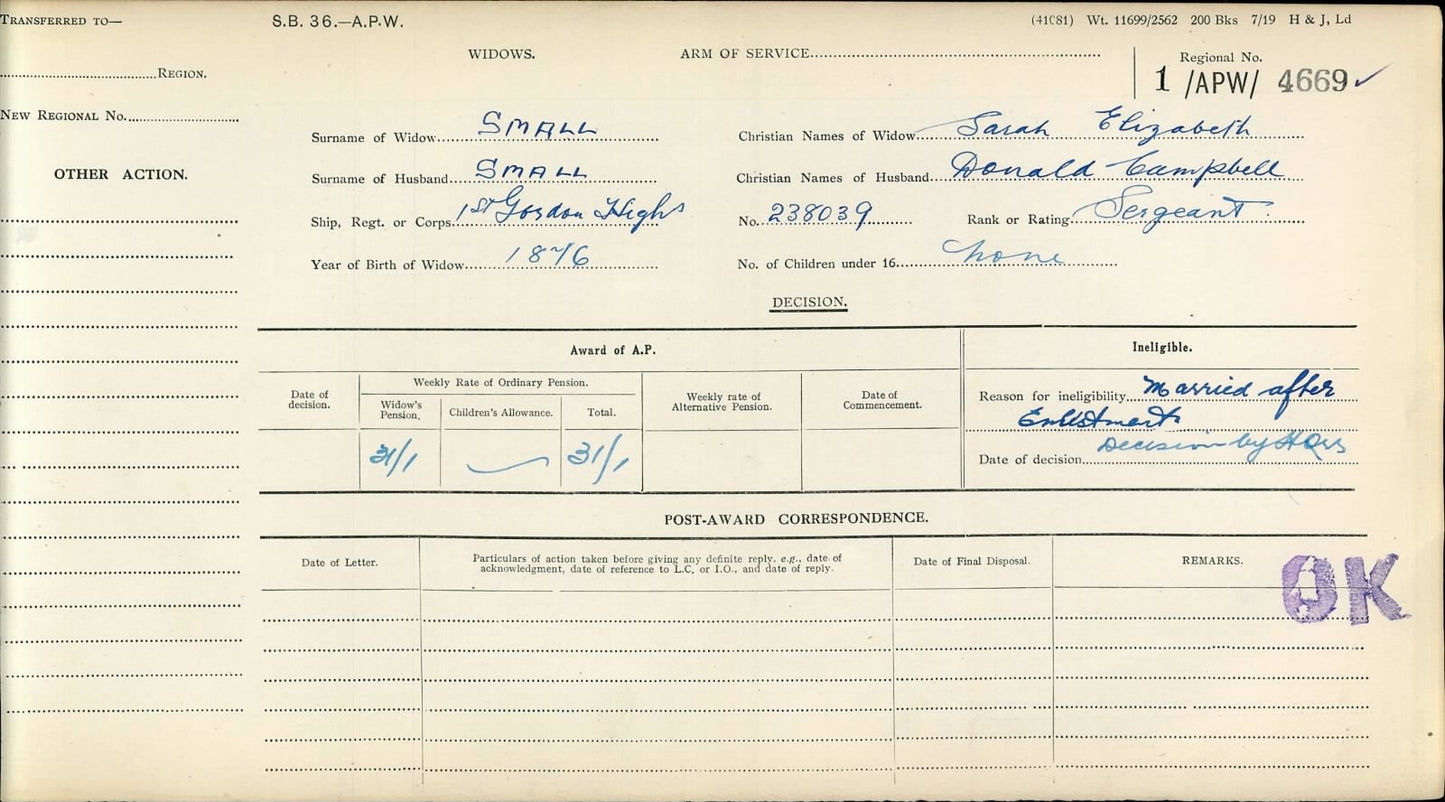 TRANSFERRED TO— S.B. 36.—A.P.W. (41C81) Wt. 11699/2562 200 Bks 7/19 H & J, Ld
REGION.
WIDOWS. ARM OF SERVICE
Regional No.
1 /APW/ 4669 ✓
NEW REGIONAL No.
Surname of Widow SMALL Christian Names of Widow Sarah Elizabeth
OTHER ACTION.
Surname of Husband SMALL Christian Names of Husband Donald Campbell
Ship, Regt. or Corps 1st Gordon Highrs No. 238039 Rank or Rating Sergeant
Year of Birth of Widow 1876 No. of Children under 16 none
DECISION.
Award of A.P.
Date of decision.
Weekly Rate of Ordinary Pension.
Widow's Pension. Children's Allowance. Total.
Weekly rate of Alternative Pension.
Date of Commencement.
31/1 31/1
Ineligible.
Reason for ineligibility Married after
Enlistment
Decision by HQrs
Date of decision
POST-AWARD CORRESPONDENCE.
Date of Letter.
Particulars of action taken before giving any definite reply, e.g., date of
acknowledgment, date of reference to L.C. or I.O., and date of reply.
Date of Final Disposal.
REMARKS.
OK